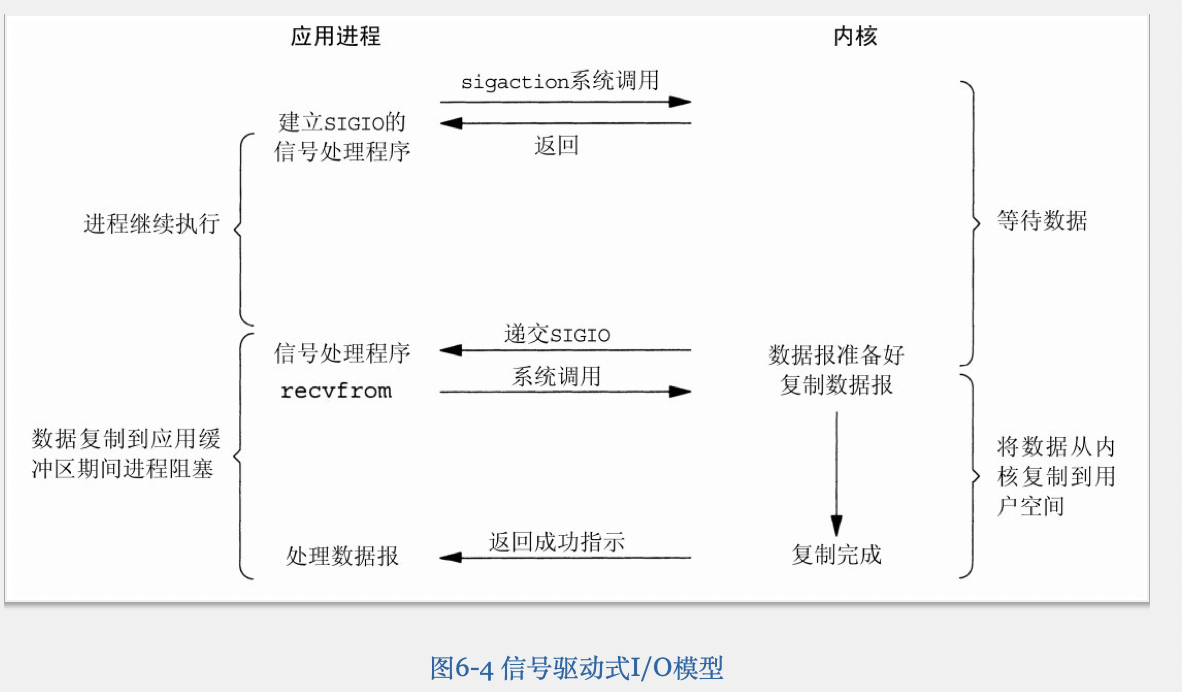 应用进程
内核
sigaction系统调用
建立SIGIO的
信号处理程序
返回
进程继续执行
等待数据
递交SIGIO
信号处理程序
数据报准备好
系统调用
recvfrom
复制数据报
数据复制到应用缓
冲区期间进程阻塞
将数据从内
核复制到用
户空间
返回成功指示
处理数据报
复制完成
图6-4 信号驱动式I/O模型